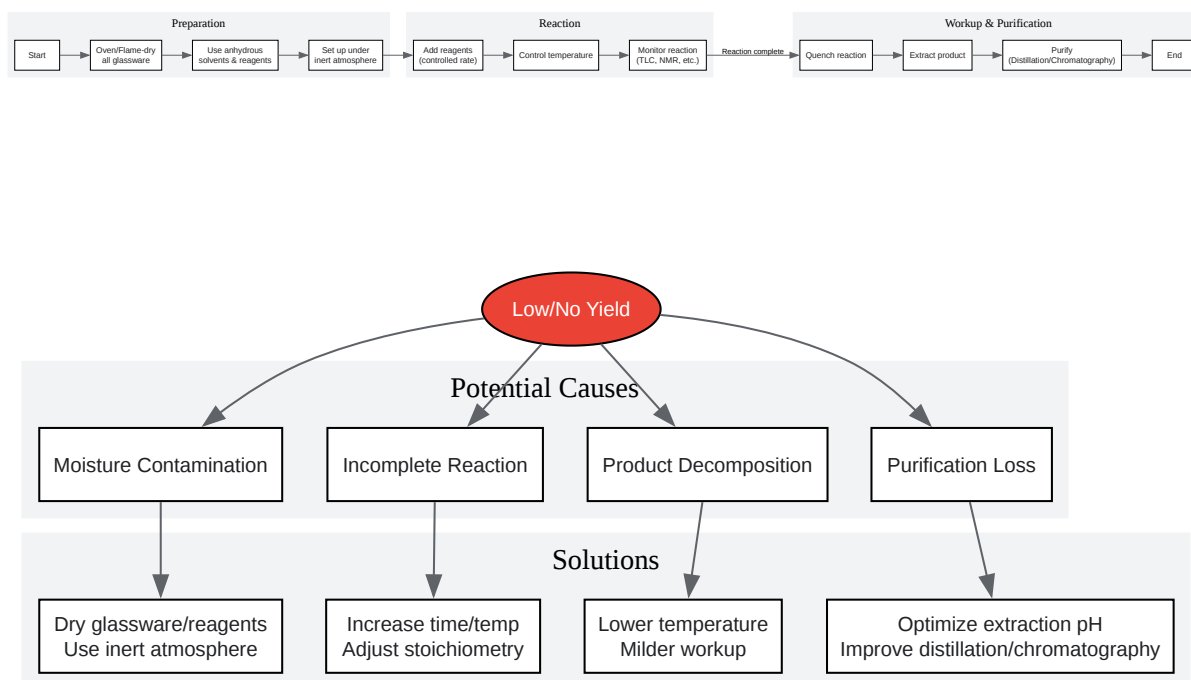 Preparation
Reaction
Workup & Purification
Start
Oven/Flame-dry
all glassware
Use anhydrous
solvents & reagents
Set up under
inert atmosphere
Add reagents
(controlled rate)
Control temperature
Monitor reaction
(TLC, NMR, etc.)
Reaction complete
Quench reaction
Extract product
Purify
(Distillation/Chromatography)
End
Low/No Yield
Potential Causes
Moisture Contamination
Incomplete Reaction
Product Decomposition
Purification Loss
Solutions
Dry glassware/reagents
Use inert atmosphere
Increase time/temp
Adjust stoichiometry
Lower temperature
Milder workup
Optimize extraction pH
Improve distillation/chromatography